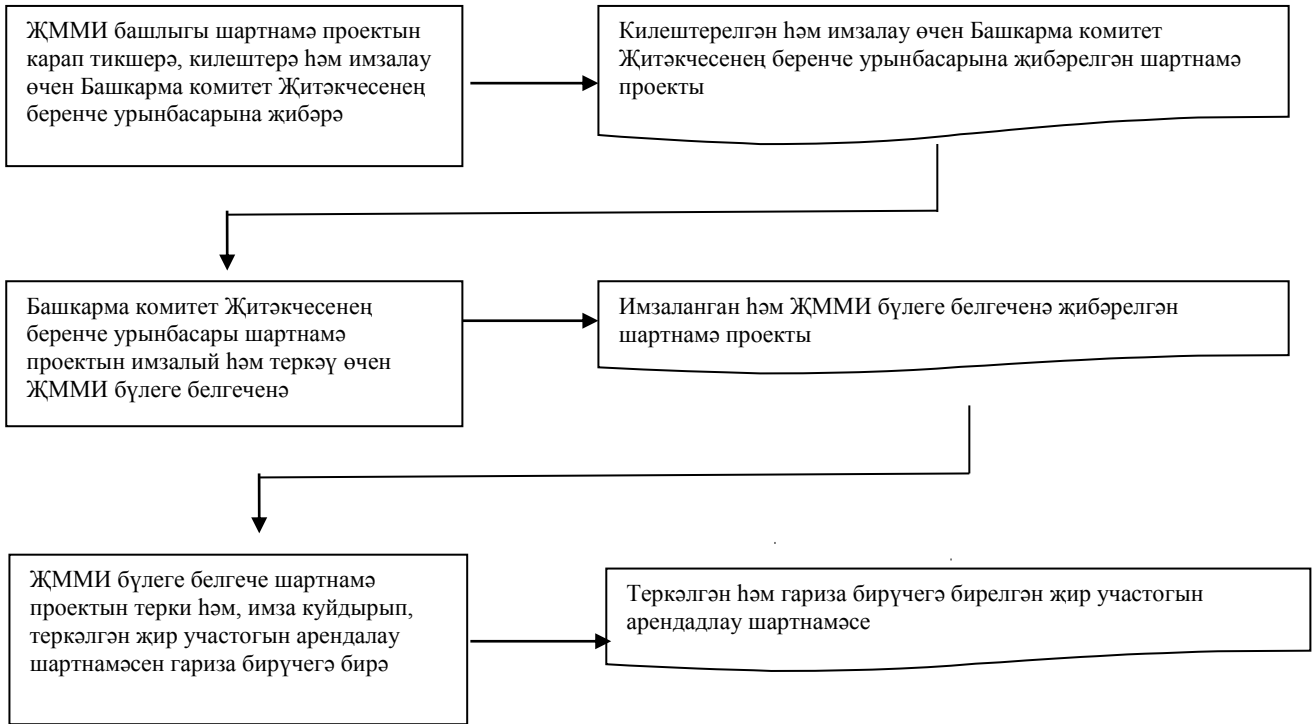 ҖММИ башлыгы шартнамә проектын
карап тикшерә, килештерә һәм имзалау
өчен Башкарма комитет Җитәкчесенең
беренче урынбасарына җибәрә
Килештерелгән һәм имзалау өчен Башкарма комитет
Җитәкчесенең беренче урынбасарына җибәрелгән шартнамә
проекты
Башкарма комитет Җитәкчесенең
беренче урынбасары шартнамә
проектын имзалый һәм теркәү өчен
ҖММИ бүлеге белгеченә
Имзаланган һәм ҖММИ бүлеге белгеченә җибәрелгән
шартнамә проекты
ҖММИ бүлеге белгече шартнамә
проектын терки һәм, имза куйдырып,
теркәлгән җир участогын арендалау
шартнамәсен гариза бирүчегә бирә
Теркәлгән һәм гариза бирүчегә бирелгән җир участогын
арендадлау шартнамәсе